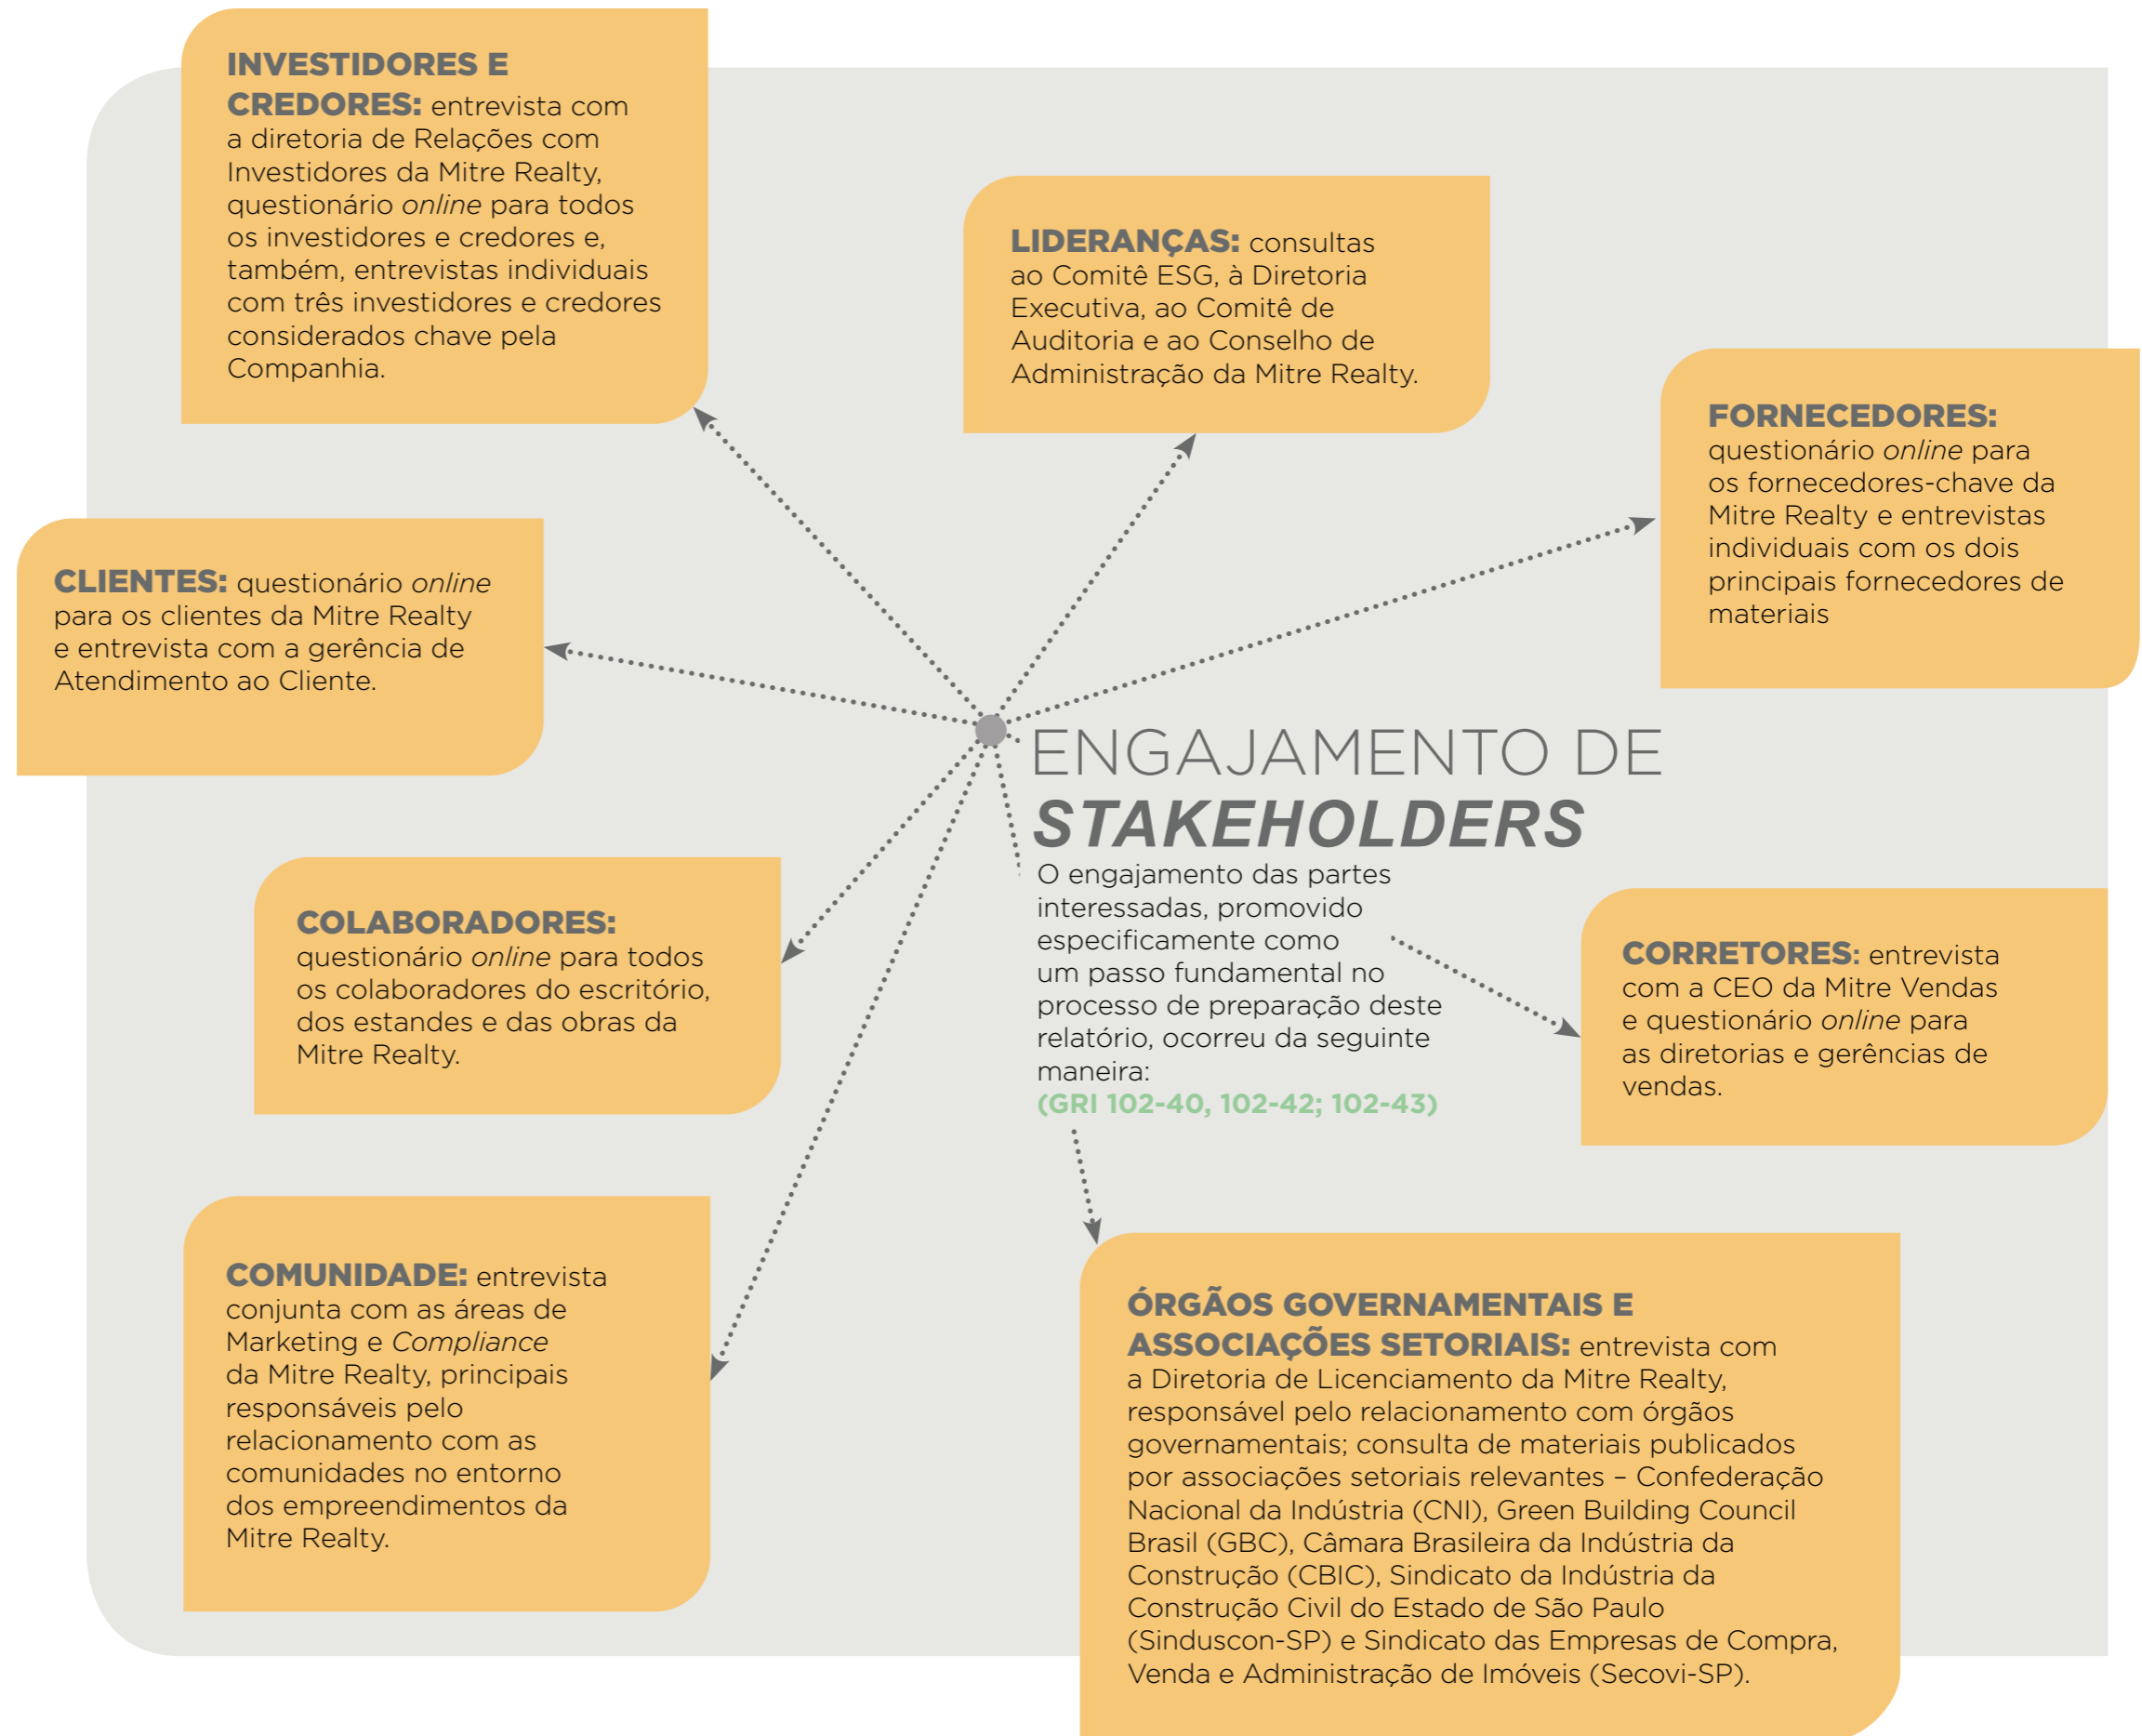 INVESTIDORES E
CREDORES: entrevista com
a diretoria de Relações com
Investidores da Mitre Realty,
questionário online para todos
os investidores e credores e,
também, entrevistas individuais
com três investidores e credores
considerados chave pela
Companhia.
LIDERANÇAS: consultas
ao Comitê ESG, à Diretoria
Executiva, ao Comitê de
Auditoria e ao Conselho de
Administração da Mitre Realty.
FORNECEDORES:
questionário online para
os fornecedores-chave da
Mitre Realty e entrevistas
individuais com os dois
principais fornecedores de
materiais
CLIENTES: questionário online
para os clientes da Mitre Realty
e entrevista com a gerência de
Atendimento ao Cliente.
ENGAJAMENTO DE
STAKEHOLDERS
O engajamento das partes
interessadas, promovido
especificamente como
um passo fundamental no
processo de preparação deste
relatório, ocorreu da seguinte
maneira:
(GRI 102-40, 102-42; 102-43)
COLABORADORES:
questionário online para todos
os colaboradores do escritório,
dos estandes e das obras da
Mitre Realty.
CORRETORES: entrevista
com a CEO da Mitre Vendas
e questionário online para
as diretorias e gerências de
vendas.
COMUNIDADE: entrevista
conjunta com as áreas de
Marketing e Compliance
da Mitre Realty, principais
responsáveis pelo
relacionamento com as
comunidades no entorno
dos empreendimentos da
Mitre Realty.
ÓRGÃOS GOVERNAMENTAIS E
ASSOCIAÇÕES SETORIAIS: entrevista com
a Diretoria de Licenciamento da Mitre Realty,
responsável pelo relacionamento com órgãos
governamentais; consulta de materiais publicados
por associações setoriais relevantes – Confederação
Nacional da Indústria (CNI), Green Building Council
Brasil (GBC), Câmara Brasileira da Indústria da
Construção (CBIC), Sindicato da Indústria da
Construção Civil do Estado de São Paulo
(Sinduscon-SP) e Sindicato das Empresas de Compra,
Venda e Administração de Imóveis (Secovi-SP).